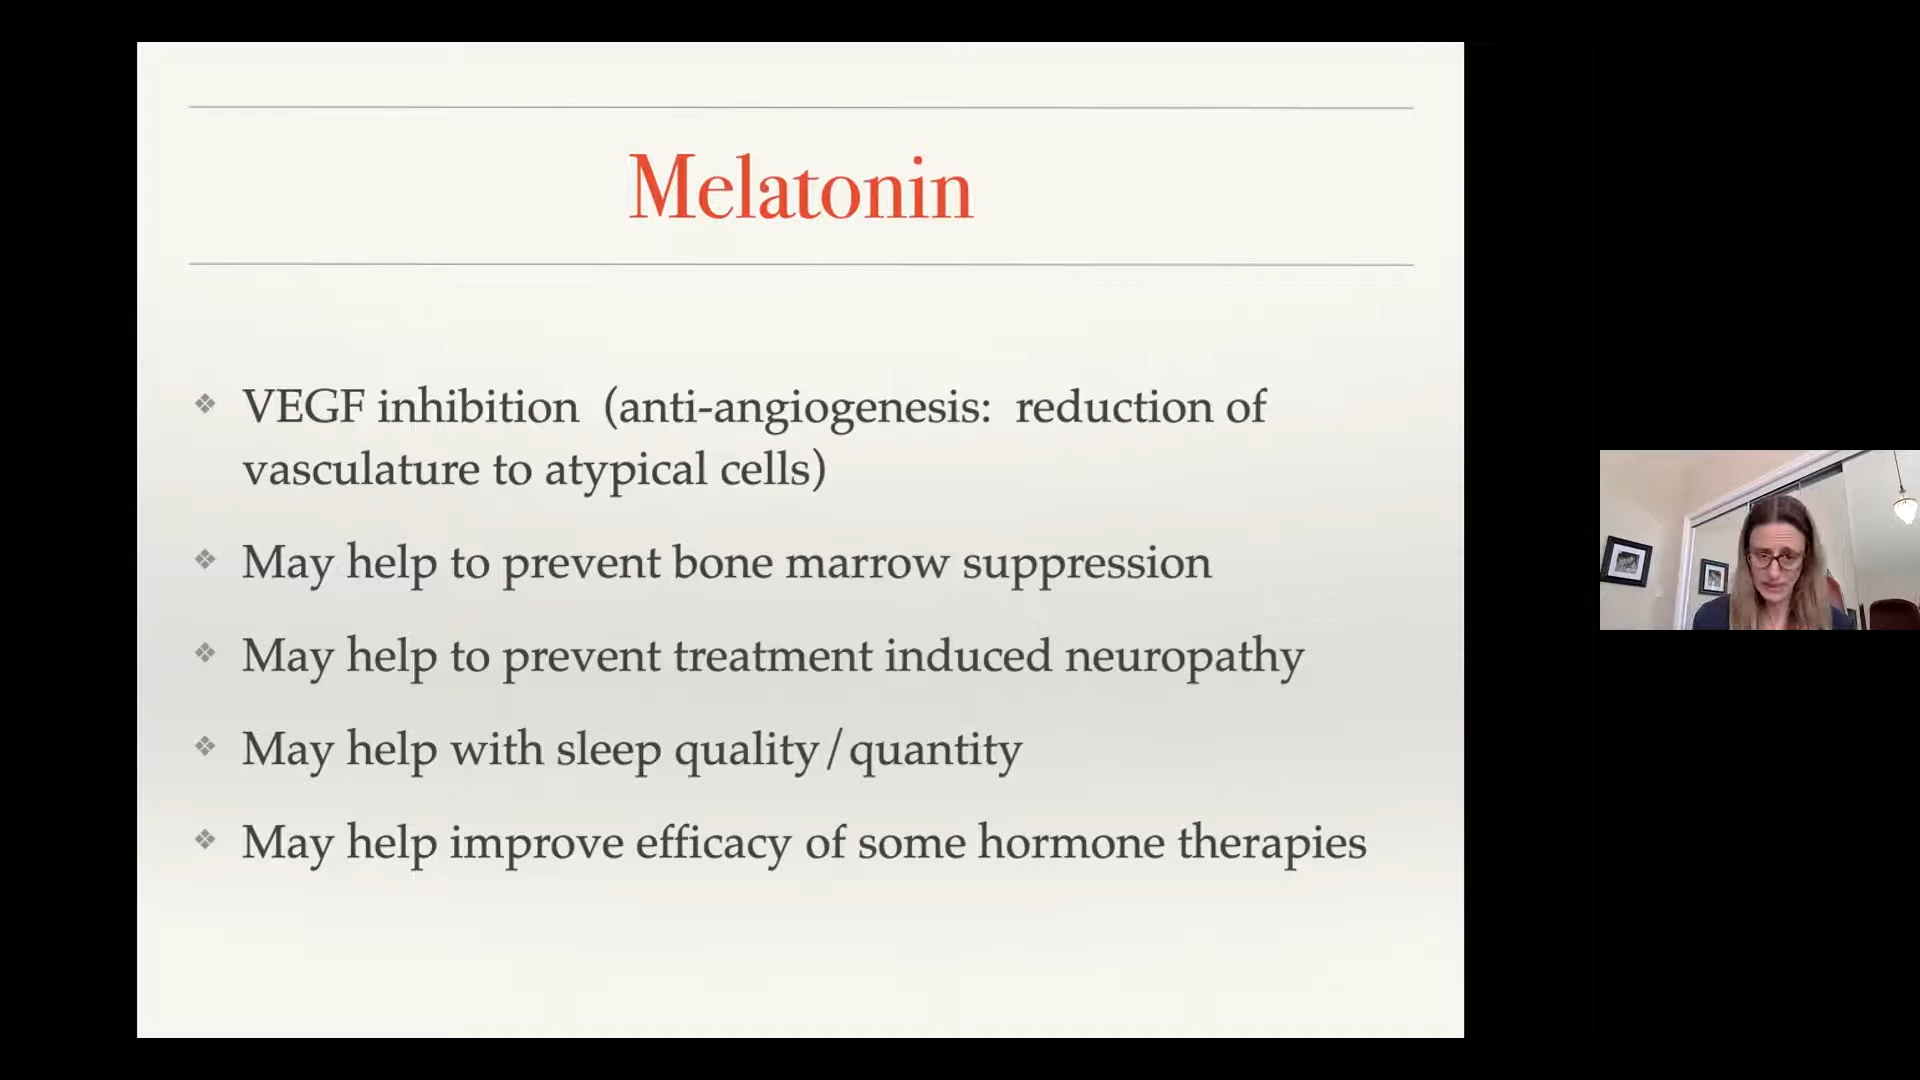 Melatonin
VEGF inhibition (anti-angiogenesis: reduction of
vasculature to atypical cells)
May help to prevent bone marrow suppression
May help to prevent treatment induced neuropathy
May help with sleep quality/quantity
May help improve efficacy of some hormone therapies